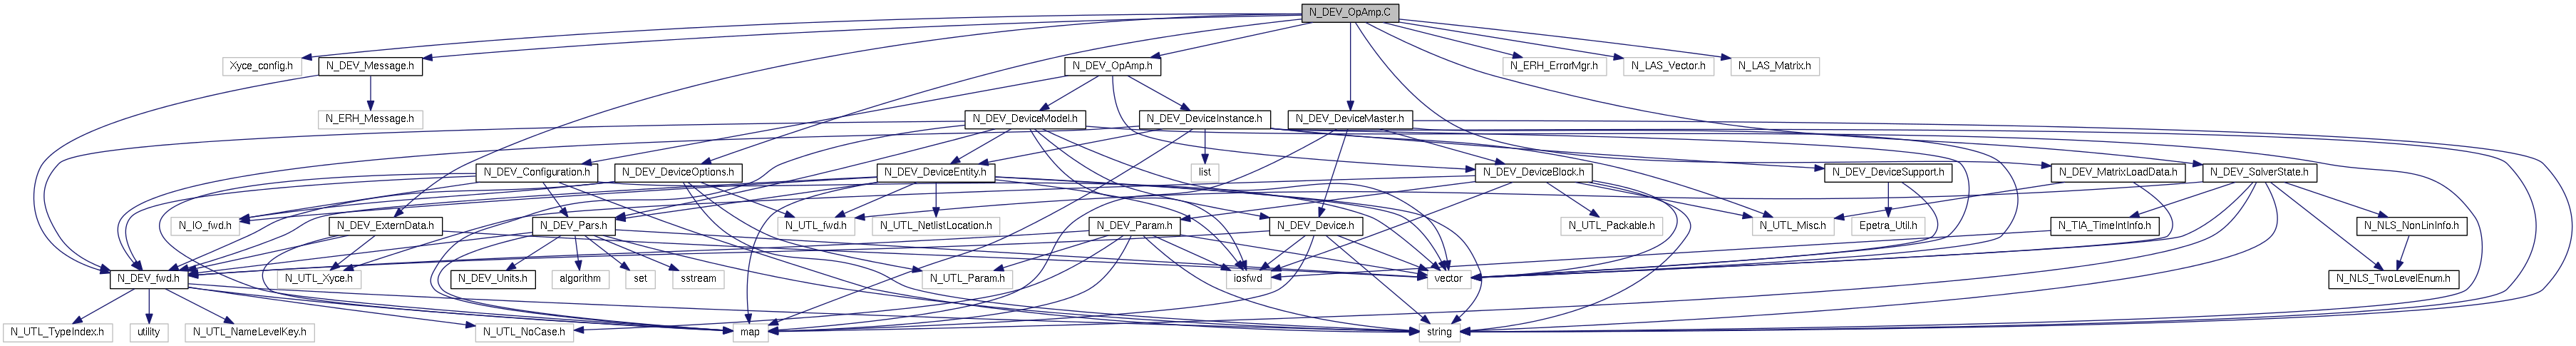 N_DEV_OpAmp.C
Xyce_config.h
N_DEV_Message.h
N_DEV_OpAmp.h
N_ERH_ErrorMgr.h
N_LAS_Vector.h
N_LAS_Matrix.h
N_ERH_Message.h
N_DEV_DeviceModel.h
N_DEV_DeviceInstance.h
N_DEV_DeviceMaster.h
N_DEV_Configuration.h
N_DEV_DeviceOptions.h
N_DEV_DeviceEntity.h
list
N_DEV_DeviceBlock.h
N_DEV_DeviceSupport.h
N_DEV_MatrixLoadData.h
N_DEV_SolverState.h
N_IO_fwd.h
N_DEV_ExternData.h
N_DEV_Pars.h
N_UTL_fwd.h
N_UTL_NetlistLocation.h
N_DEV_Param.h
N_DEV_Device.h
N_UTL_Packable.h
N_UTL_Misc.h
Epetra_Util.h
N_TIA_TimeIntInfo.h
N_NLS_NonLinInfo.h
N_DEV_fwd.h
N_UTL_Xyce.h
N_DEV_Units.h
algorithm
set
sstream
N_UTL_Param.h
iosfwd
vector
N_NLS_TwoLevelEnum.h
N_UTL_TypeIndex.h
utility
N_UTL_NameLevelKey.h
N_UTL_NoCase.h
map
string